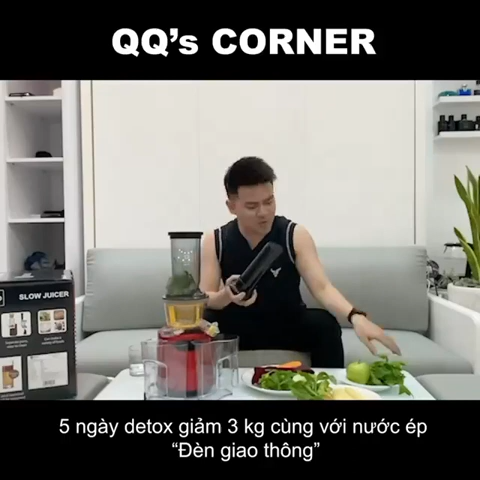 QQ's CORNER
SLOW JUICER
5 ngày detox giảm 3 kg cùng với nước ép
“Đèn giao thông”